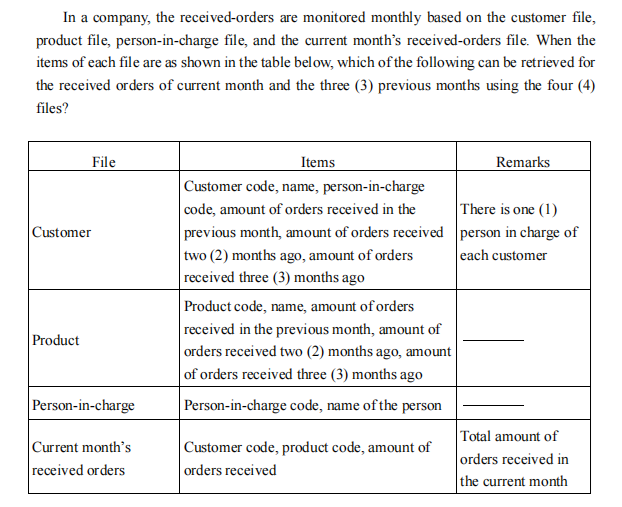 In a company, the received-orders are monitored monthly based on the customer file,
product file, person-in-charge file, and the current month's received-orders file. When the
items of each file are as shown in the table below, which of the following can be retrieved for
the received orders of current month and the three (3) previous months using the four (4)
files?
File
Items
Remarks
Customer
Customer code, name, person-in-charge
code, amount of orders received in the
previous month, amount of orders received
two (2) months ago, amount of orders
received three (3) months ago
There is one (1)
person in charge of
each customer
Product
Product code, name, amount of orders
received in the previous month, amount of
orders received two (2) months ago, amount
of orders received three (3) months ago
Person-in-charge
Person-in-charge code, name of the person
Current month's
received orders
Customer code, product code, amount of
orders received
Total amount of
orders received in
the current month